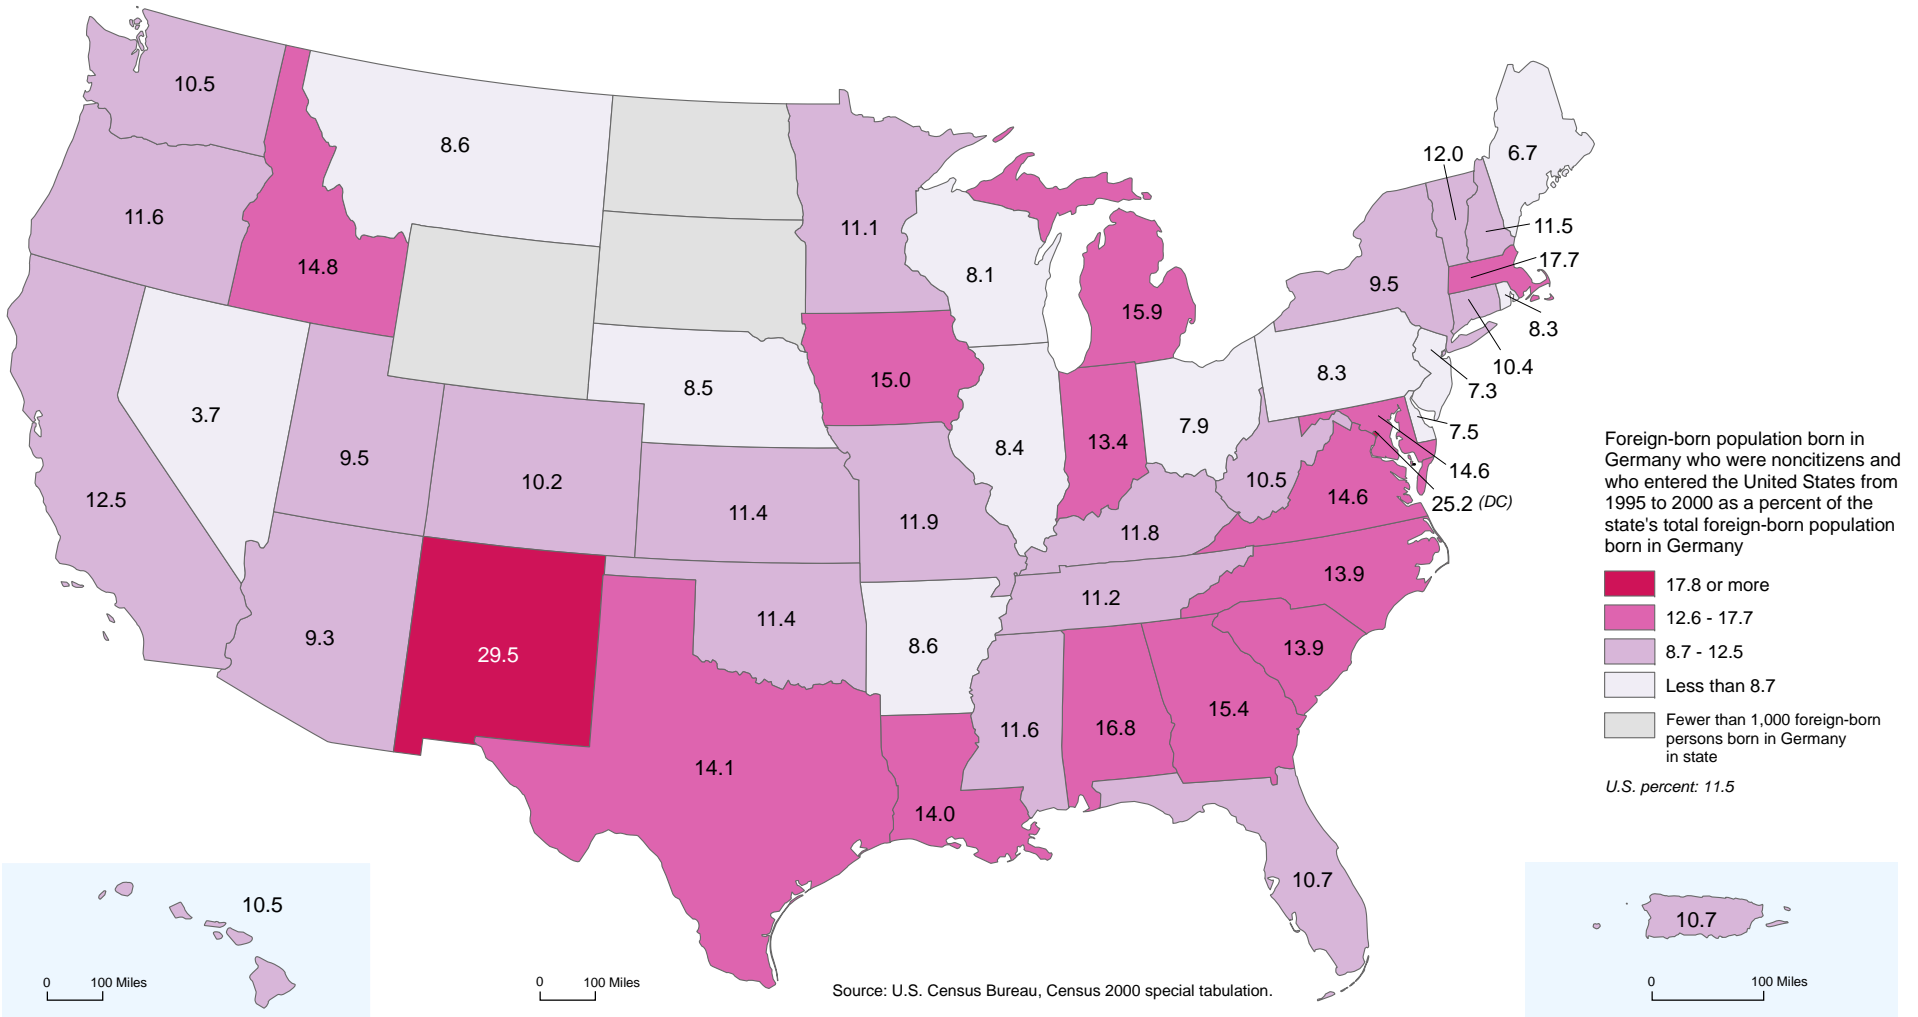 10.5
8.6
12.0
6.7
11.6
11.1
11.5
14.8
8.1
17.7
9.5
15.9
8.3
10.4
15.0
8.3
7.3
8.5
3.7
7.9
7.5
13.4
8.4
9.5
14.6
10.2
10.5
14.6
25.2 (DC)
12.5
11.4
11.9
11.8
13.9
11.2
11.4
9.3
8.6
13.9
29.5
15.4
11.6
16.8
14.1
14.0
10.7
10.5
10.7
Foreign-born population born in
Germany who were noncitizens and
who entered the United States from
1995 to 2000 as a percent of the
state's total foreign-born population
born in Germany
17.8 or more
12.6 - 17.7
8.7 - 12.5
Less than 8.7
Fewer than 1,000 foreign-born
persons born in Germany
in state
U.S. percent: 11.5
0 100 Miles
0 100 Miles
0 100 Miles
Source: U.S. Census Bureau, Census 2000 special tabulation.